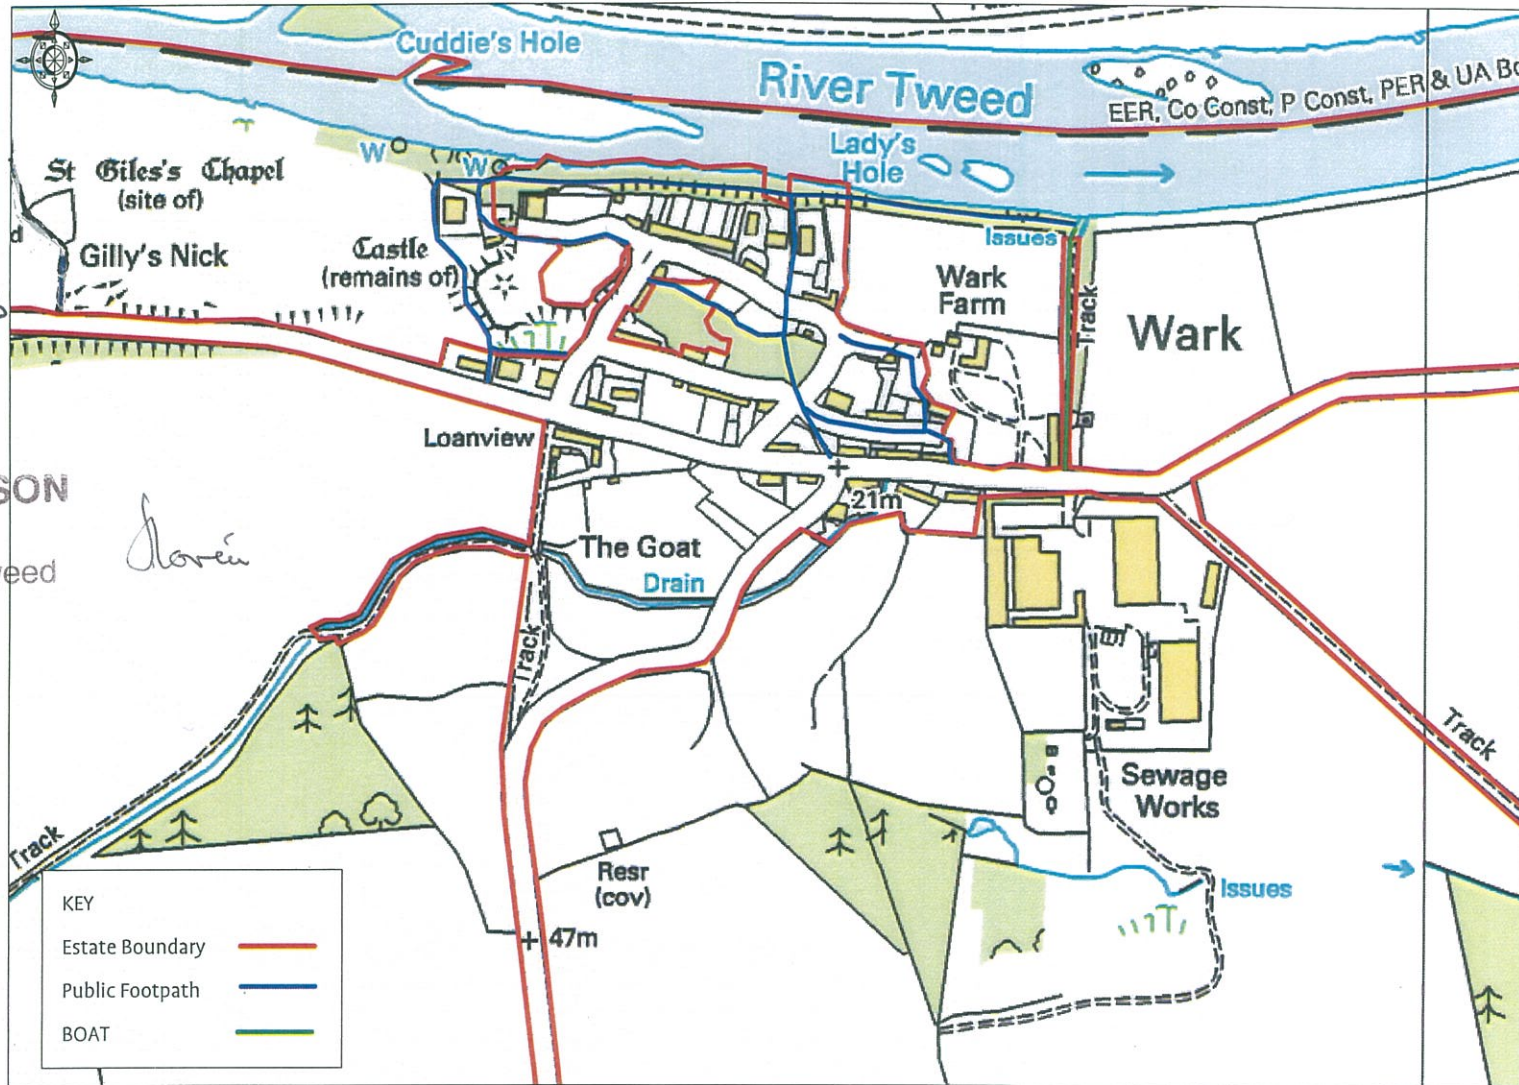 Cuddie's Hole
River Tweed
EER, Co Const, P Const, PER & UA Bo
W
W
Lady's
Hole
St Giles's Chapel
(site of)
d
Gilly's Nick
Castle
(remains of)
Issues
Wark
Farm
Track
Wark
Loanview
21m
SON
weed
The Goat
Drain
Track
Track
Sewage
Works
Track
Resr
(cov)
Issues
47m
KEY
Estate Boundary
Public Footpath
BOAT